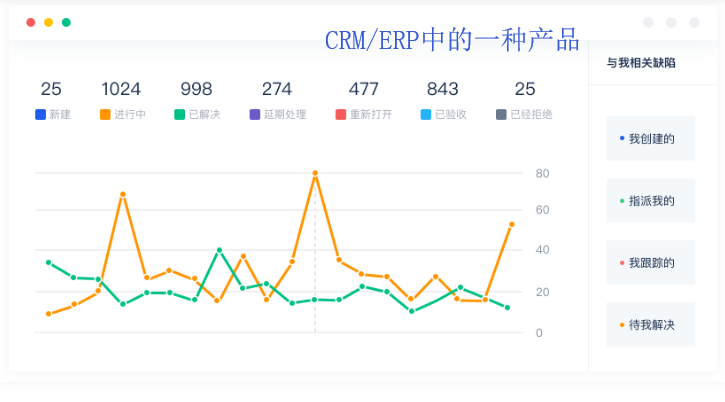 CRM/ERP中的一种产品
与我相关缺陷
25 1024 998 274 477 843 25
新建 进行中 已解决 延期处理 重新打开 已验收 已经拒绝
我创建的
指派我的
我跟踪的
待我解决
80
60
40
20
0